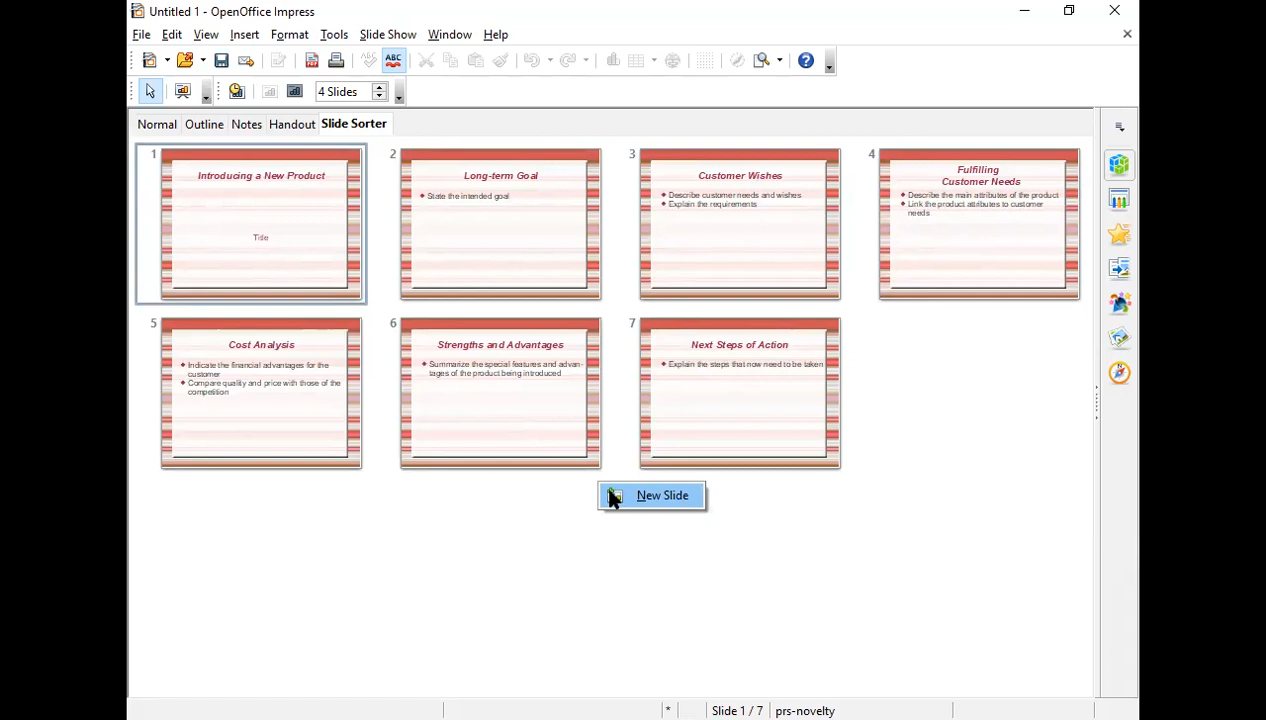 Untitled 1 - OpenOffice Impress
File Edit View Insert Format Tools Slide Show Window Help
ABC ABC
4 Slides
Normal Outline Notes Handout Slide Sorter
1
Introducing a New Product
Title
2
Long-term Goal
State the intended goal
3
Customer Wishes
Describe customer needs and wishes
Explain the requirements
4
Fulfilling
Customer Needs
Describe the main attributes of the product
Link the product attributes to customer
needs
5
Cost Analysis
Indicate the financial advantages for the
customer
Compare quality and price with those of the
competition
6
Strengths and Advantages
Summarize the special features and advan-
tages of the product being introduced
7
Next Steps of Action
Explain the steps that now need to be taken
New Slide
* Slide 1 / 7 prs-novelty